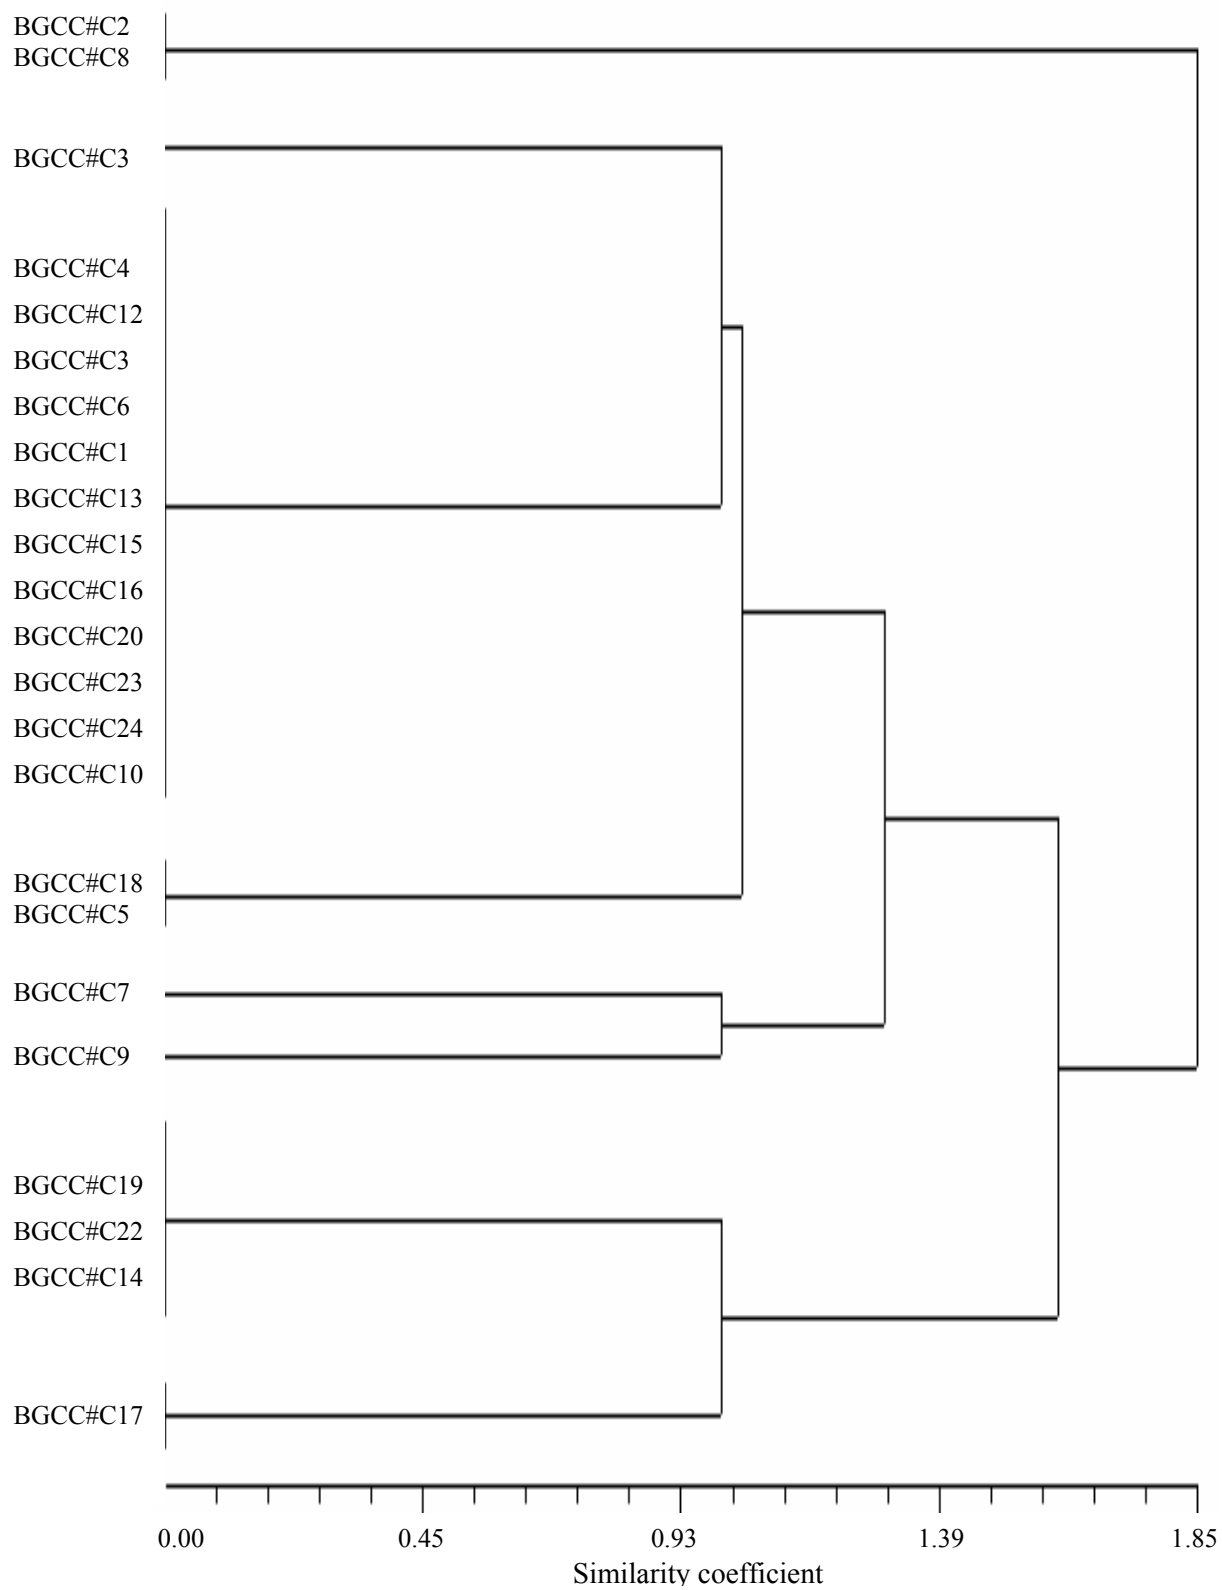 BGCC#C2
BGCC#C8
BGCC#C3
BGCC#C4
BGCC#C12
BGCC#C3
BGCC#C6
BGCC#C1
BGCC#C13
BGCC#C15
BGCC#C16
BGCC#C20
BGCC#C23
BGCC#C24
BGCC#C10
BGCC#C18
BGCC#C5
BGCC#C7
BGCC#C9
BGCC#C19
BGCC#C22
BGCC#C14
BGCC#C17
0.00 0.45 0.93 1.39 1.85
Similarity coefficient